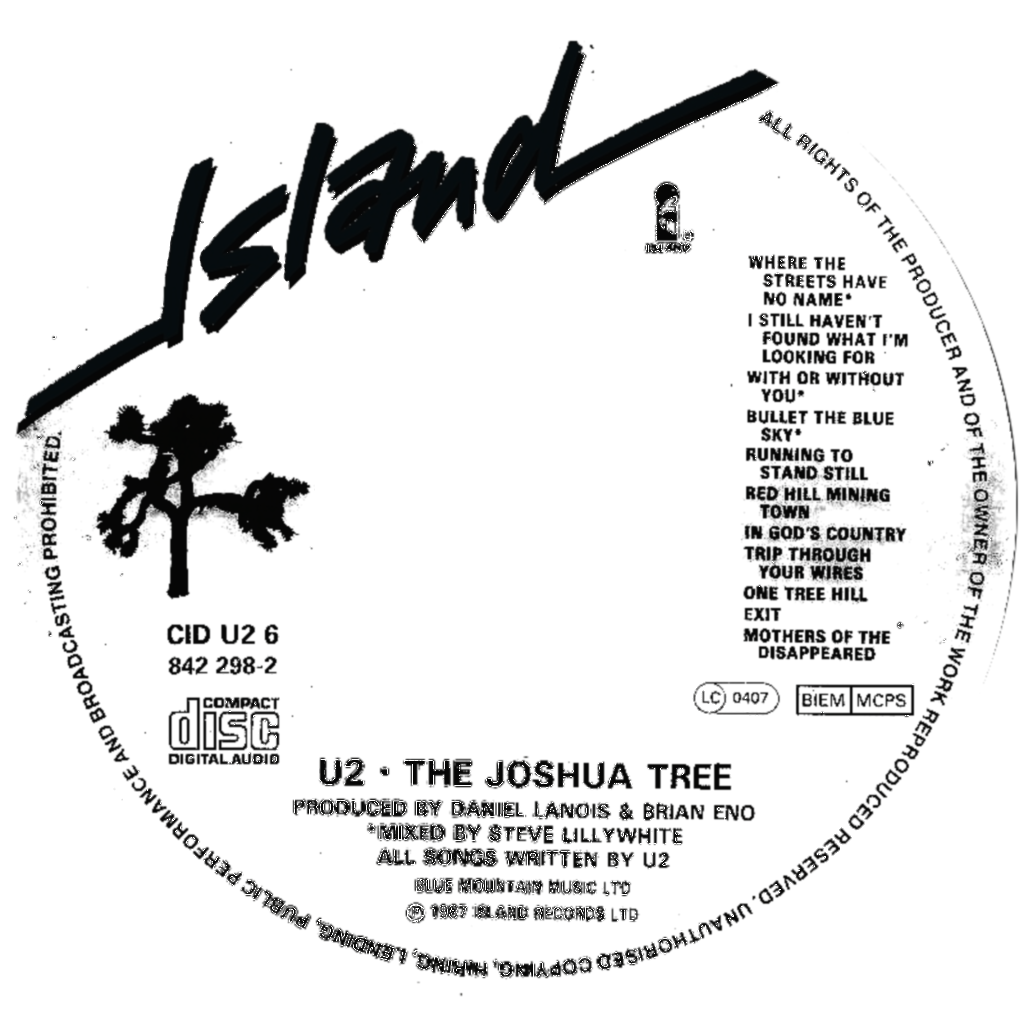 Island
ISLAND
WHERE THE
STREETS HAVE
NO NAME*
I STILL HAVEN'T
FOUND WHAT I'M
LOOKING FOR
WITH OR WITHOUT
YOU*
BULLET THE BLUE
SKY*
RUNNING TO
STAND STILL
RED HILL MINING
TOWN
IN GOD'S COUNTRY
TRIP THROUGH
YOUR WIRES
ONE TREE HILL
EXIT
MOTHERS OF THE
DISAPPEARED
CID U2 6
842 298-2
COMPACT
disc
DIGITAL AUDIO
LC 0407
BIEM MCPS
U2 · THE JOSHUA TREE
PRODUCED BY DANIEL LANOIS & BRIAN ENO
*MIXED BY STEVE LILLYWHITE
ALL SONGS WRITTEN BY U2
BLUE MOUNTAIN MUSIC LTD
℗ 1987 ISLAND RECORDS LTD
ALL RIGHTS OF THE PRODUCER AND OF THE OWNER OF THE WORK REPRODUCED RESERVED. UNAUTHORISED COPYING, HIRING, LENDING, PUBLIC PERFORMANCE AND BROADCASTING PROHIBITED.